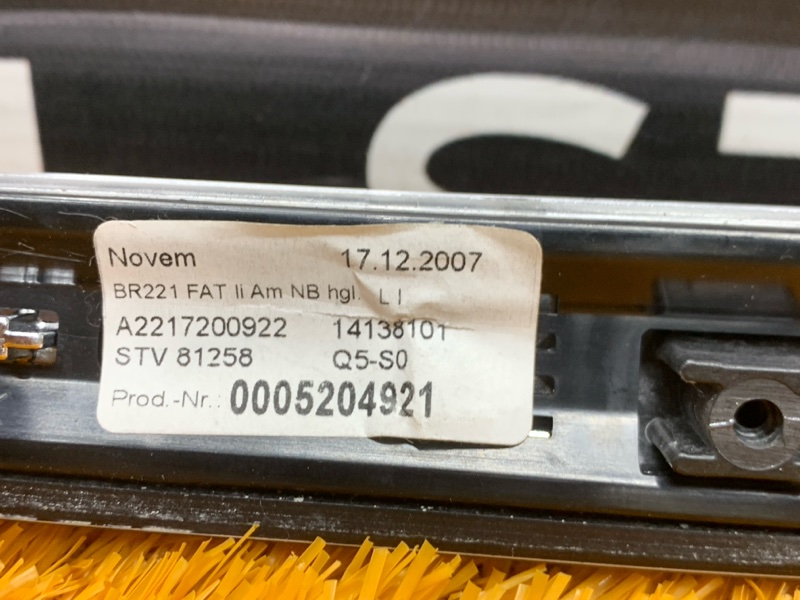 ST
Novem 17.12.2007
BR221 FAT li Am NB hgl. L I
A2217200922 14138101
STV 81258 Q5-S0
Prod.-Nr.: 0005204921